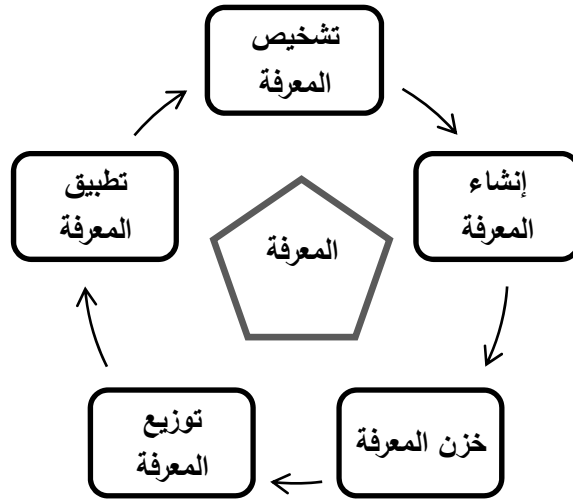 تشخيص
المعرفة
إنشاء
المعرفة
خزن المعرفة
توزيع
المعرفة
تطبيق
المعرفة
المعرفة